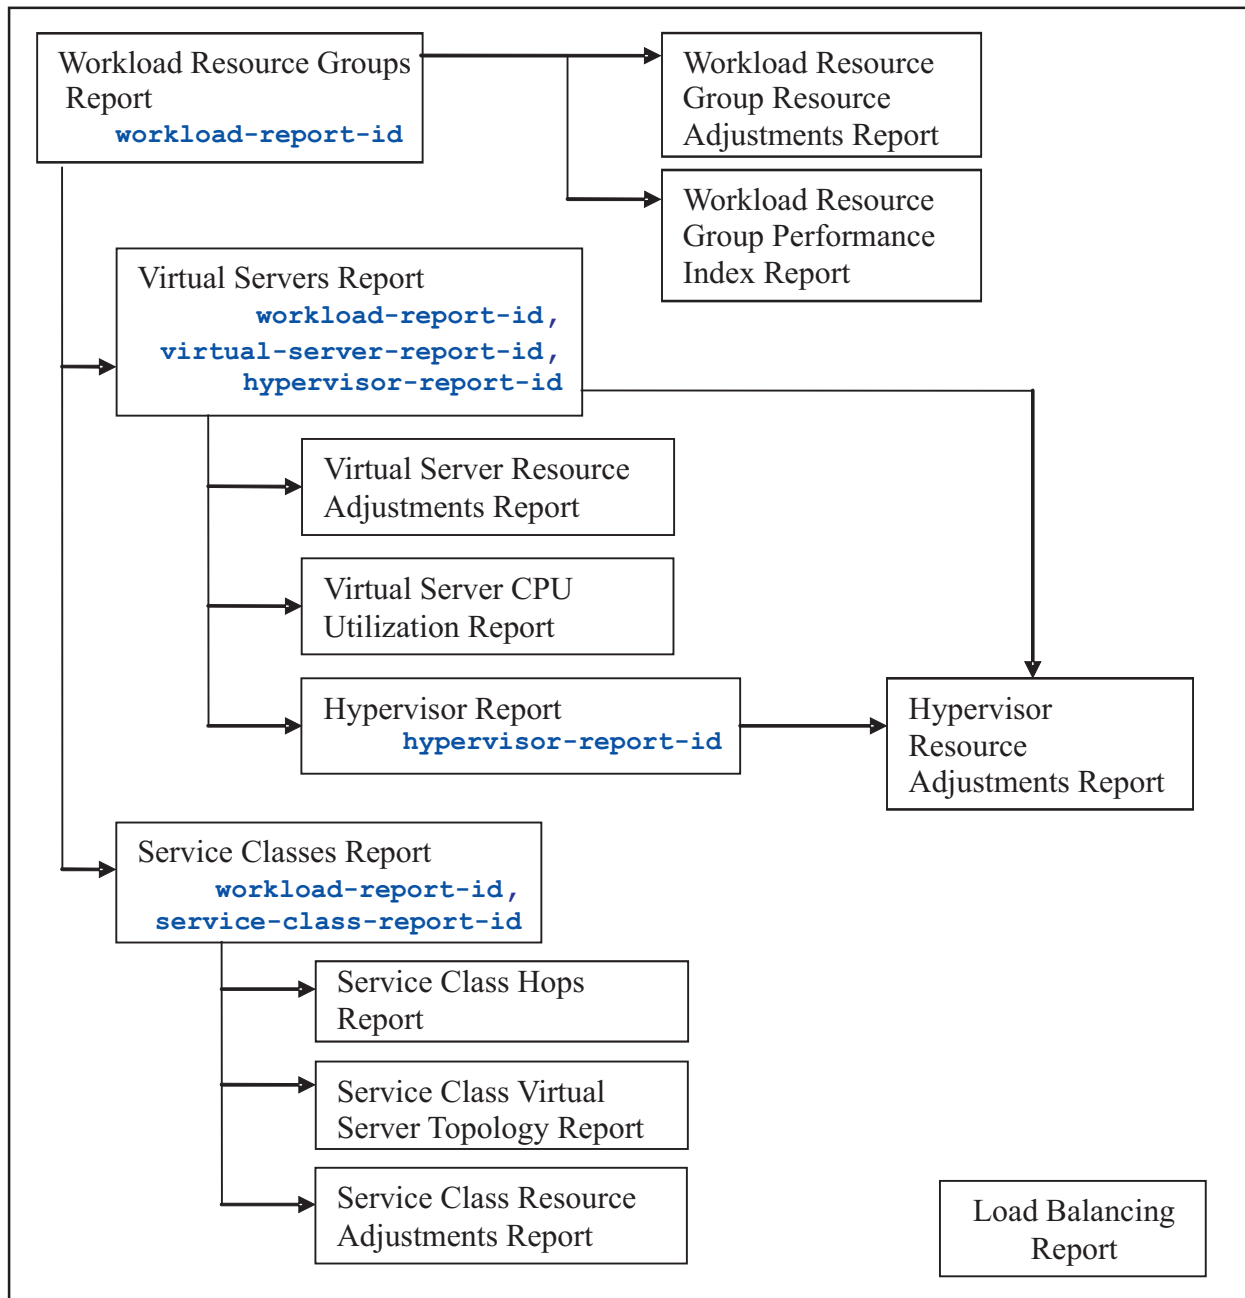 Workload Resource Groups
Report
workload-report-id
Workload Resource
Group Resource
Adjustments Report
Workload Resource
Group Performance
Index Report
Virtual Servers Report
workload-report-id,
virtual-server-report-id,
hypervisor-report-id
Virtual Server Resource
Adjustments Report
Virtual Server CPU
Utilization Report
Hypervisor Report
hypervisor-report-id
Hypervisor
Resource
Adjustments Report
Service Classes Report
workload-report-id,
service-class-report-id
Service Class Hops
Report
Service Class Virtual
Server Topology Report
Service Class Resource
Adjustments Report
Load Balancing
Report